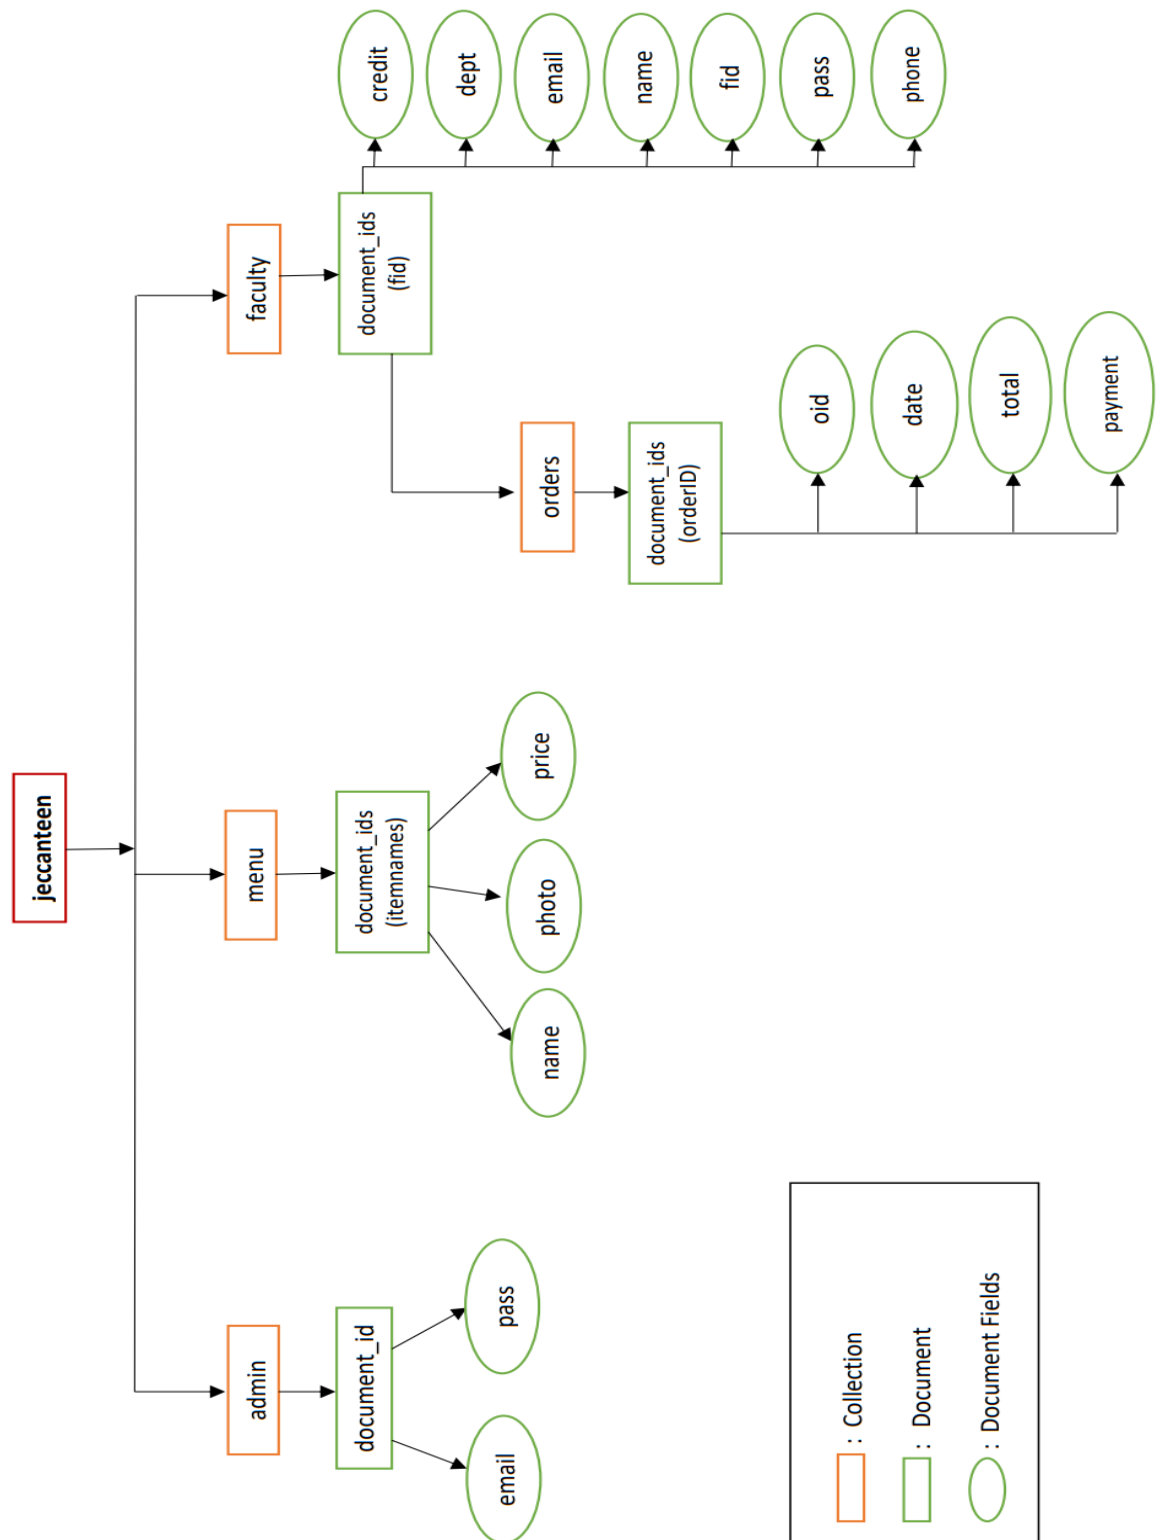 jeccanteen
admin
menu
faculty
document_id
document_ids
(itemnames)
document_ids
(fid)
email
pass
name
photo
price
orders
document_ids
(orderID)
credit
dept
email
name
fid
pass
phone
oid
date
total
payment
: Collection
: Document
: Document Fields